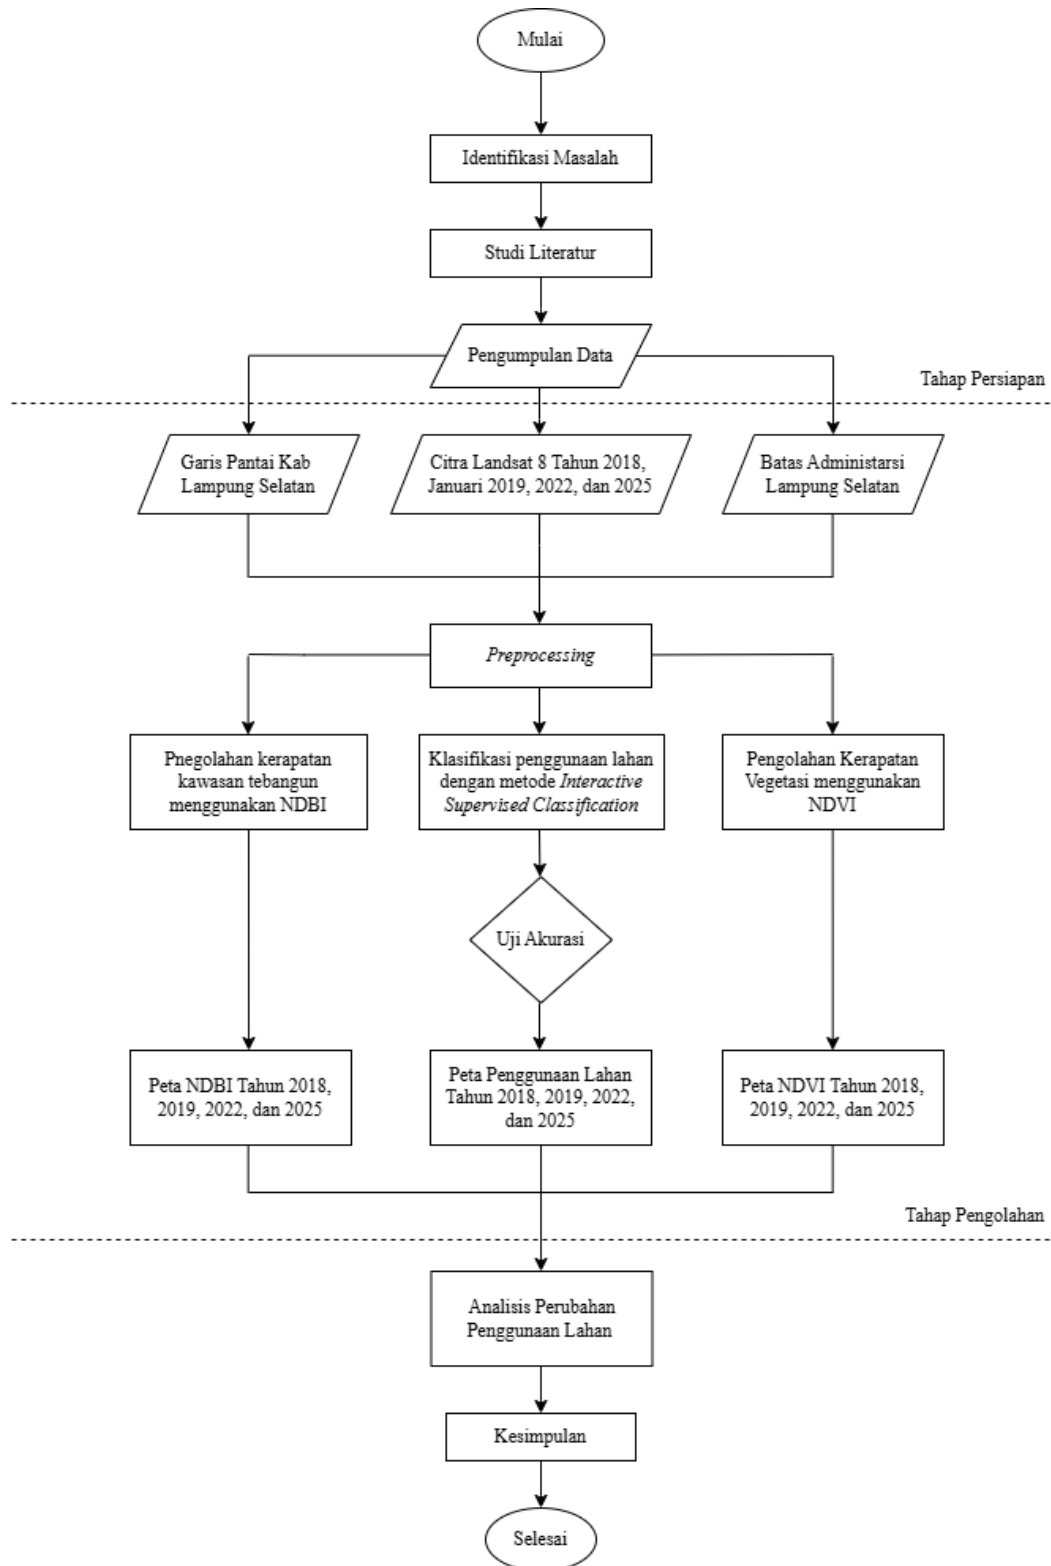 Mulai
Identifikasi Masalah
Studi Literatur
Pengumpulan Data
Tahap Persiapan
Garis Pantai Kab
Lampung Selatan
Citra Landsat 8 Tahun 2018,
Januari 2019, 2022, dan 2025
Batas Administarsi
Lampung Selatan
Preprocessing
Pnegolahan kerapatan
kawasan tebangun
menggunakan NDBI
Klasifikasi penggunaan lahan
dengan metode Interactive
Supervised Classification
Pengolahan Kerapatan
Vegetasi menggunakan
NDVI
Uji Akurasi
Peta NDBI Tahun 2018,
2019, 2022, dan 2025
Peta Penggunaan Lahan
Tahun 2018, 2019, 2022,
dan 2025
Peta NDVI Tahun 2018,
2019, 2022, dan 2025
Tahap Pengolahan
Analisis Perubahan
Penggunaan Lahan
Kesimpulan
Selesai